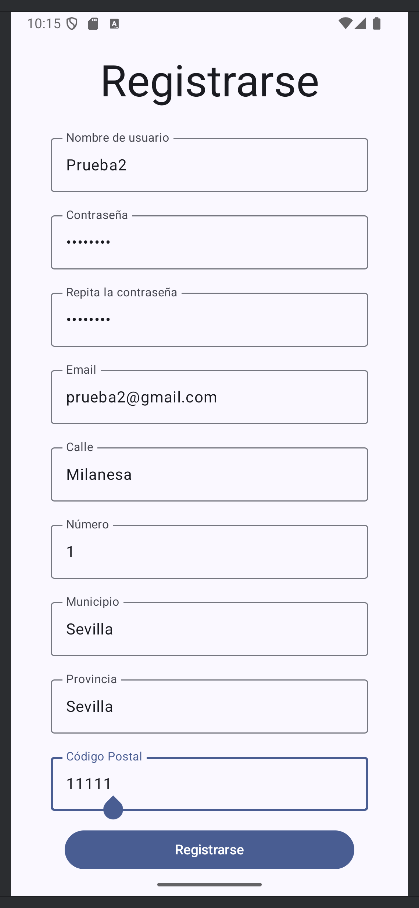 10:15
Registrarse
Nombre de usuario
Prueba2
Contraseña
••••••••
Repita la contraseña
••••••••
Email
prueba2@gmail.com
Calle
Milanesa
Número
1
Municipio
Sevilla
Provincia
Sevilla
Código Postal
11111
Registrarse